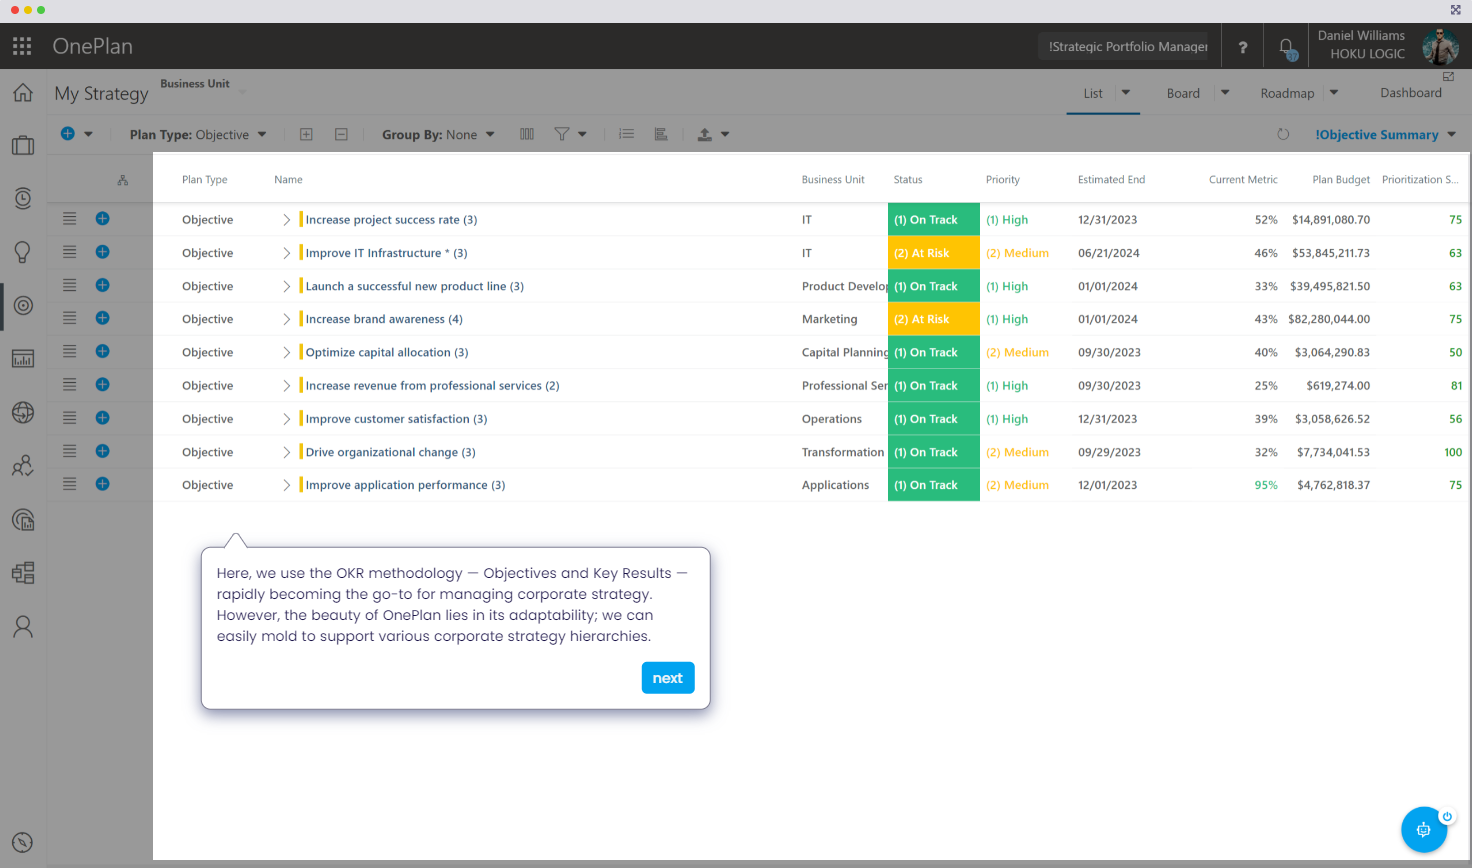 OnePlan
!Strategic Portfolio Manager
?
37
Daniel Williams
HOKU LOGIC
My Strategy
Business Unit
List
Board
Roadmap
Dashboard
Plan Type: Objective
Group By: None
!Objective Summary
Plan Type Name Business Unit Status Priority Estimated End Current Metric Plan Budget Prioritization S...
Objective Increase project success rate (3) IT (1) On Track (1) High 12/31/2023 52% $14,891,080.70 75
Objective Improve IT Infrastructure * (3) IT (2) At Risk (2) Medium 06/21/2024 46% $53,845,211.73 63
Objective Launch a successful new product line (3) Product Develop (1) On Track (1) High 01/01/2024 33% $39,495,821.50 63
Objective Increase brand awareness (4) Marketing (2) At Risk (1) High 01/01/2024 43% $82,280,044.00 75
Objective Optimize capital allocation (3) Capital Planning (1) On Track (2) Medium 09/30/2023 40% $3,064,290.83 50
Objective Increase revenue from professional services (2) Professional Ser (1) On Track (1) High 09/30/2023 25% $619,274.00 81
Objective Improve customer satisfaction (3) Operations (1) On Track (1) High 12/31/2023 39% $3,058,626.52 56
Objective Drive organizational change (3) Transformation (1) On Track (2) Medium 09/29/2023 32% $7,734,041.53 100
Objective Improve application performance (3) Applications (1) On Track (2) Medium 12/01/2023 95% $4,762,818.37 75
Here, we use the OKR methodology — Objectives and Key Results —
rapidly becoming the go-to for managing corporate strategy.
However, the beauty of OnePlan lies in its adaptability; we can
easily mold to support various corporate strategy hierarchies.
next